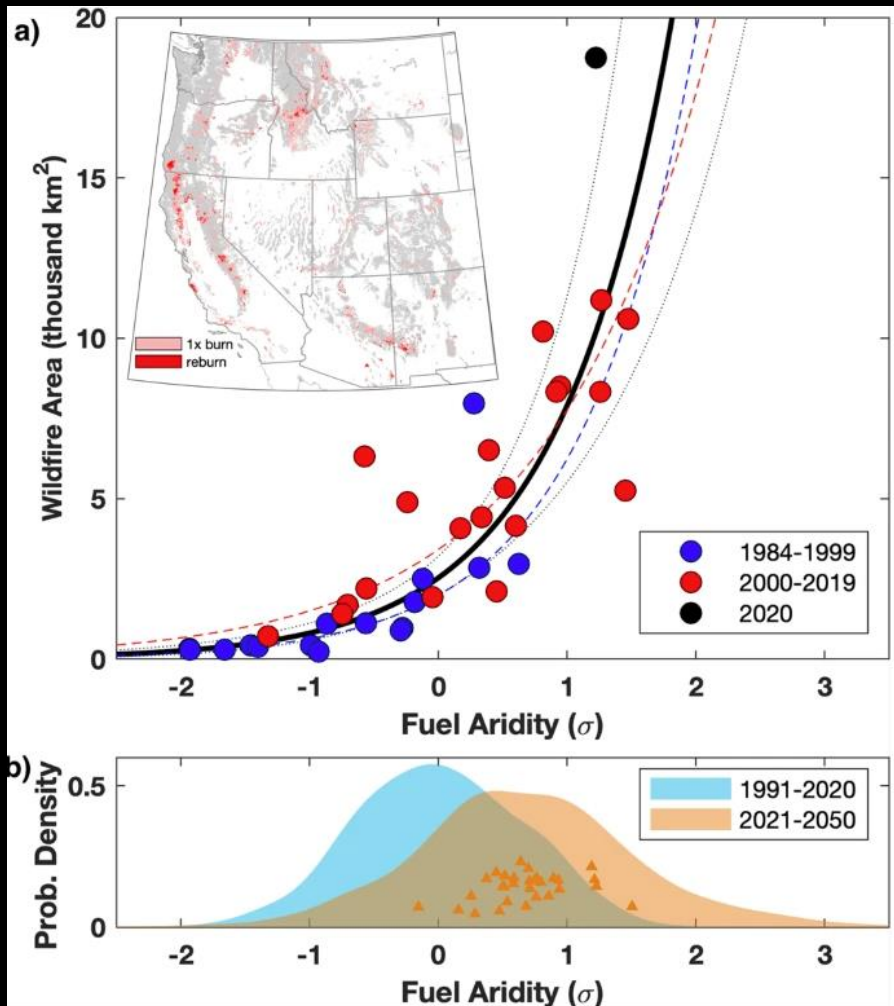 a)
20
15
10
5
0
Wildfire Area (thousand km²)
1x burn
reburn
1984-1999
2000-2019
2020
-2 -1 0 1 2 3
Fuel Aridity (σ)
b)
0.5
0
Prob. Density
1991-2020
2021-2050
-2 -1 0 1 2 3
Fuel Aridity (σ)